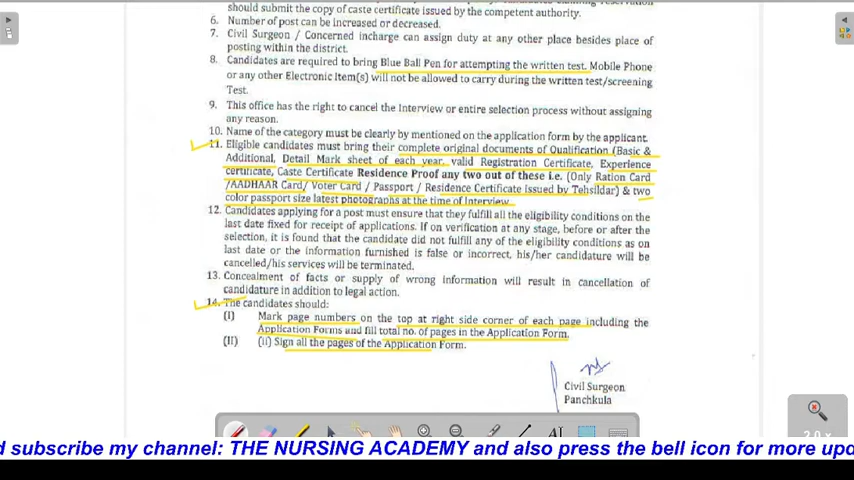 should submit the copy of caste certificate issued by the competent authority.
6. Number of post can be increased or decreased.
7. Civil Surgeon / Concerned incharge can assign duty at any other place besides place of
posting within the district.
8. Candidates are required to bring Blue Ball Pen for attempting the written test. Mobile Phone
or any other Electronic Item(s) will not be allowed to carry during the written test/screening
Test.
9. This office has the right to cancel the Interview or entire selection process without assigning
any reason.
10. Name of the category must be clearly by mentioned on the application form by the applicant.
11. Eligible candidates must bring their complete original documents of Qualification (Basic &
Additional, Detail Mark sheet of each year, valid Registration Certificate, Experience
certificate, Caste Certificate Residence Proof any two out of these i.e. (Only Ration Card
/AADHAAR Card/ Voter Card / Passport / Residence Certificate issued by Tehsildar) & two
color passport size latest photographs at the time of Interview.
12. Candidates applying for a post must ensure that they fulfill all the eligibility conditions on the
last date fixed for receipt of applications. If on verification at any stage, before or after the
selection, it is found that the candidate did not fulfill any of the eligibility conditions as on
last date or the information furnished is false or incorrect, his/her candidature will be
cancelled/his services will be terminated.
13. Concealment of facts or supply of wrong information will result in cancellation of
candidature in addition to legal action.
14. The candidates should:
(I) Mark page numbers on the top at right side corner of each page including the
Application Forms and fill total no. of pages in the Application Form.
(II) (ii) Sign all the pages of the Application Form.
Civil Surgeon
Panchkula
2.0 x
d subscribe my channel: THE NURSING ACADEMY and also press the bell icon for more upd